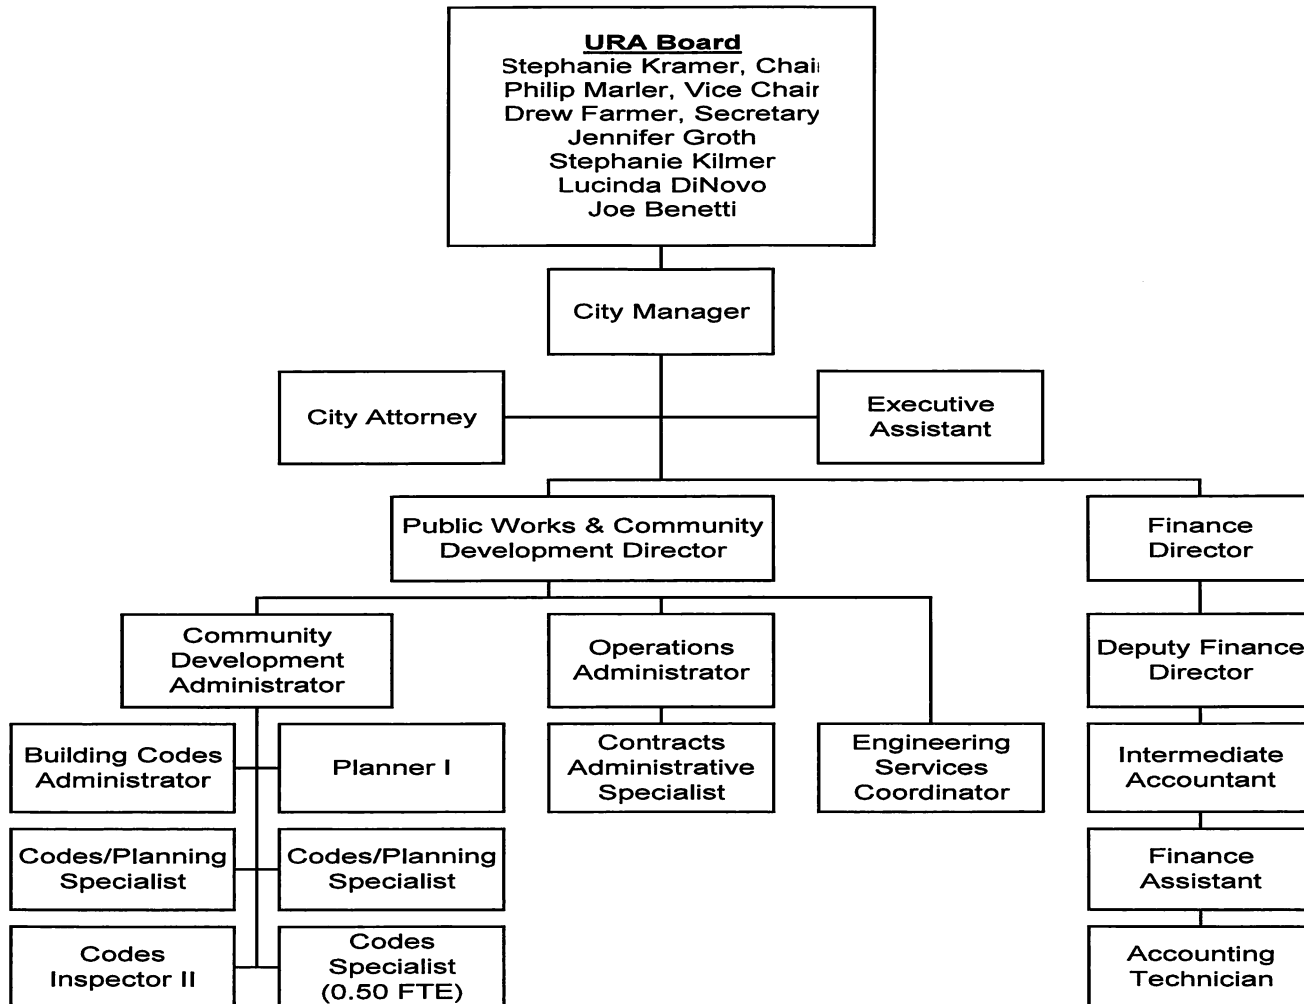 URA Board
Stephanie Kramer, Chai
Philip Marler, Vice Chair
Drew Farmer, Secretary
Jennifer Groth
Stephanie Kilmer
Lucinda DiNovo
Joe Benetti
City Manager
City Attorney
Executive
Assistant
Public Works & Community
Development Director
Finance
Director
Community
Development
Administrator
Operations
Administrator
Deputy Finance
Director
Building Codes
Administrator
Planner I
Contracts
Administrative
Specialist
Engineering
Services
Coordinator
Intermediate
Accountant
Codes/Planning
Specialist
Codes/Planning
Specialist
Finance
Assistant
Codes
Inspector II
Codes
Specialist
(0.50 FTE)
Accounting
Technician